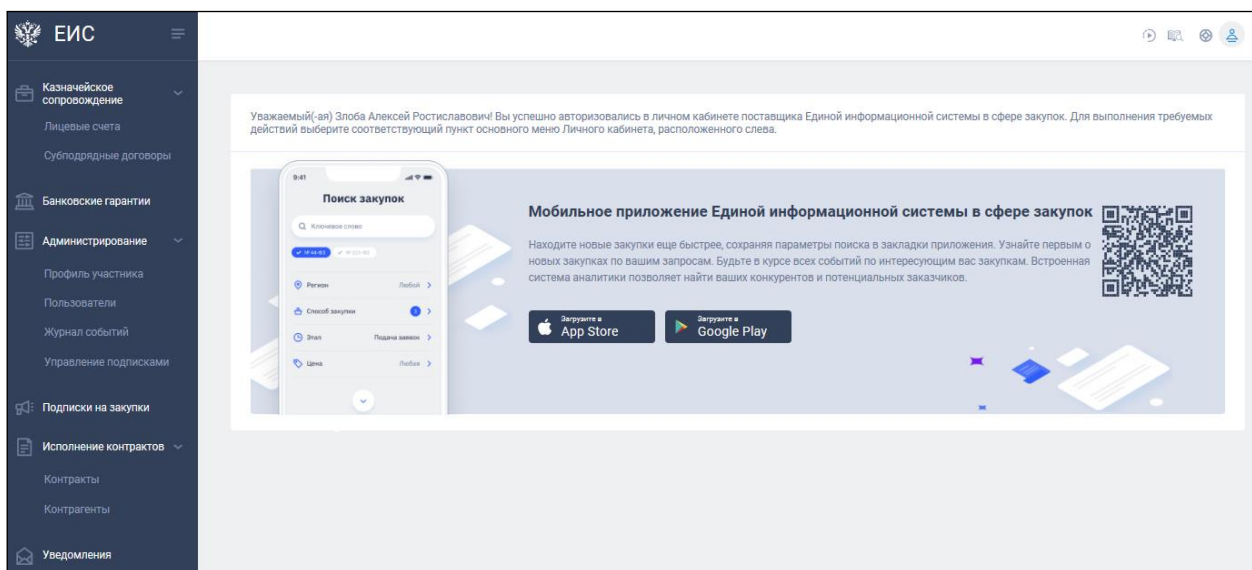 ЕИС
Казначейское
сопровождение
Лицевые счета
Субподрядные договоры
Банковские гарантии
Администрирование
Профиль участника
Пользователи
Журнал событий
Управление подписками
Подписки на закупки
Исполнение контрактов
Контракты
Контрагенты
Уведомления
Уважаемый(-ая) Злоба Алексей Ростиславович! Вы успешно авторизовались в личном кабинете поставщика Единой информационной системы в сфере закупок. Для выполнения требуемых
действий выберите соответствующий пункт основного меню Личного кабинета, расположенного слева.
9:41
Поиск закупок
Ключевое слово
Регион Любой
Способ закупки
Этап Подача заявок
Цена Любая
Мобильное приложение Единой информационной системы в сфере закупок
Находите новые закупки еще быстрее, сохраняя параметры поиска в закладки приложения. Узнайте первым о
новых закупках по вашим запросам. Будьте в курсе всех событий по интересующим вас закупкам. Встроенная
система аналитики позволяет найти ваших конкурентов и потенциальных заказчиков.
Загрузите в
App Store
Загрузите в
Google Play